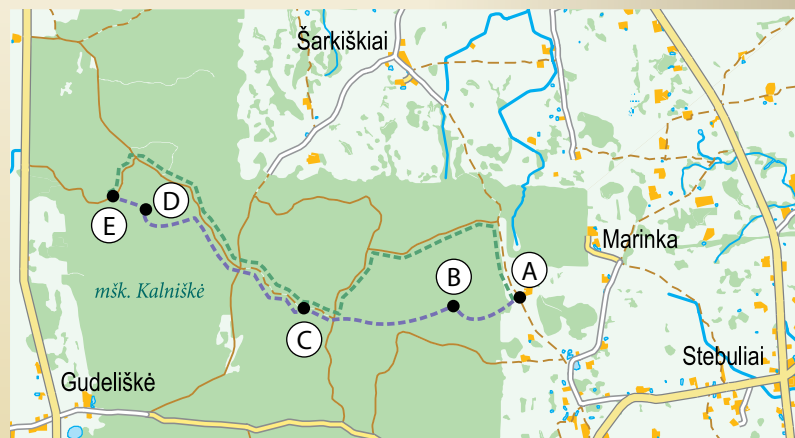 Šarkiškiai
D
E
Marinka
A
B
mšk. Kalniškė
C
Stebuliai
Gudeliškė